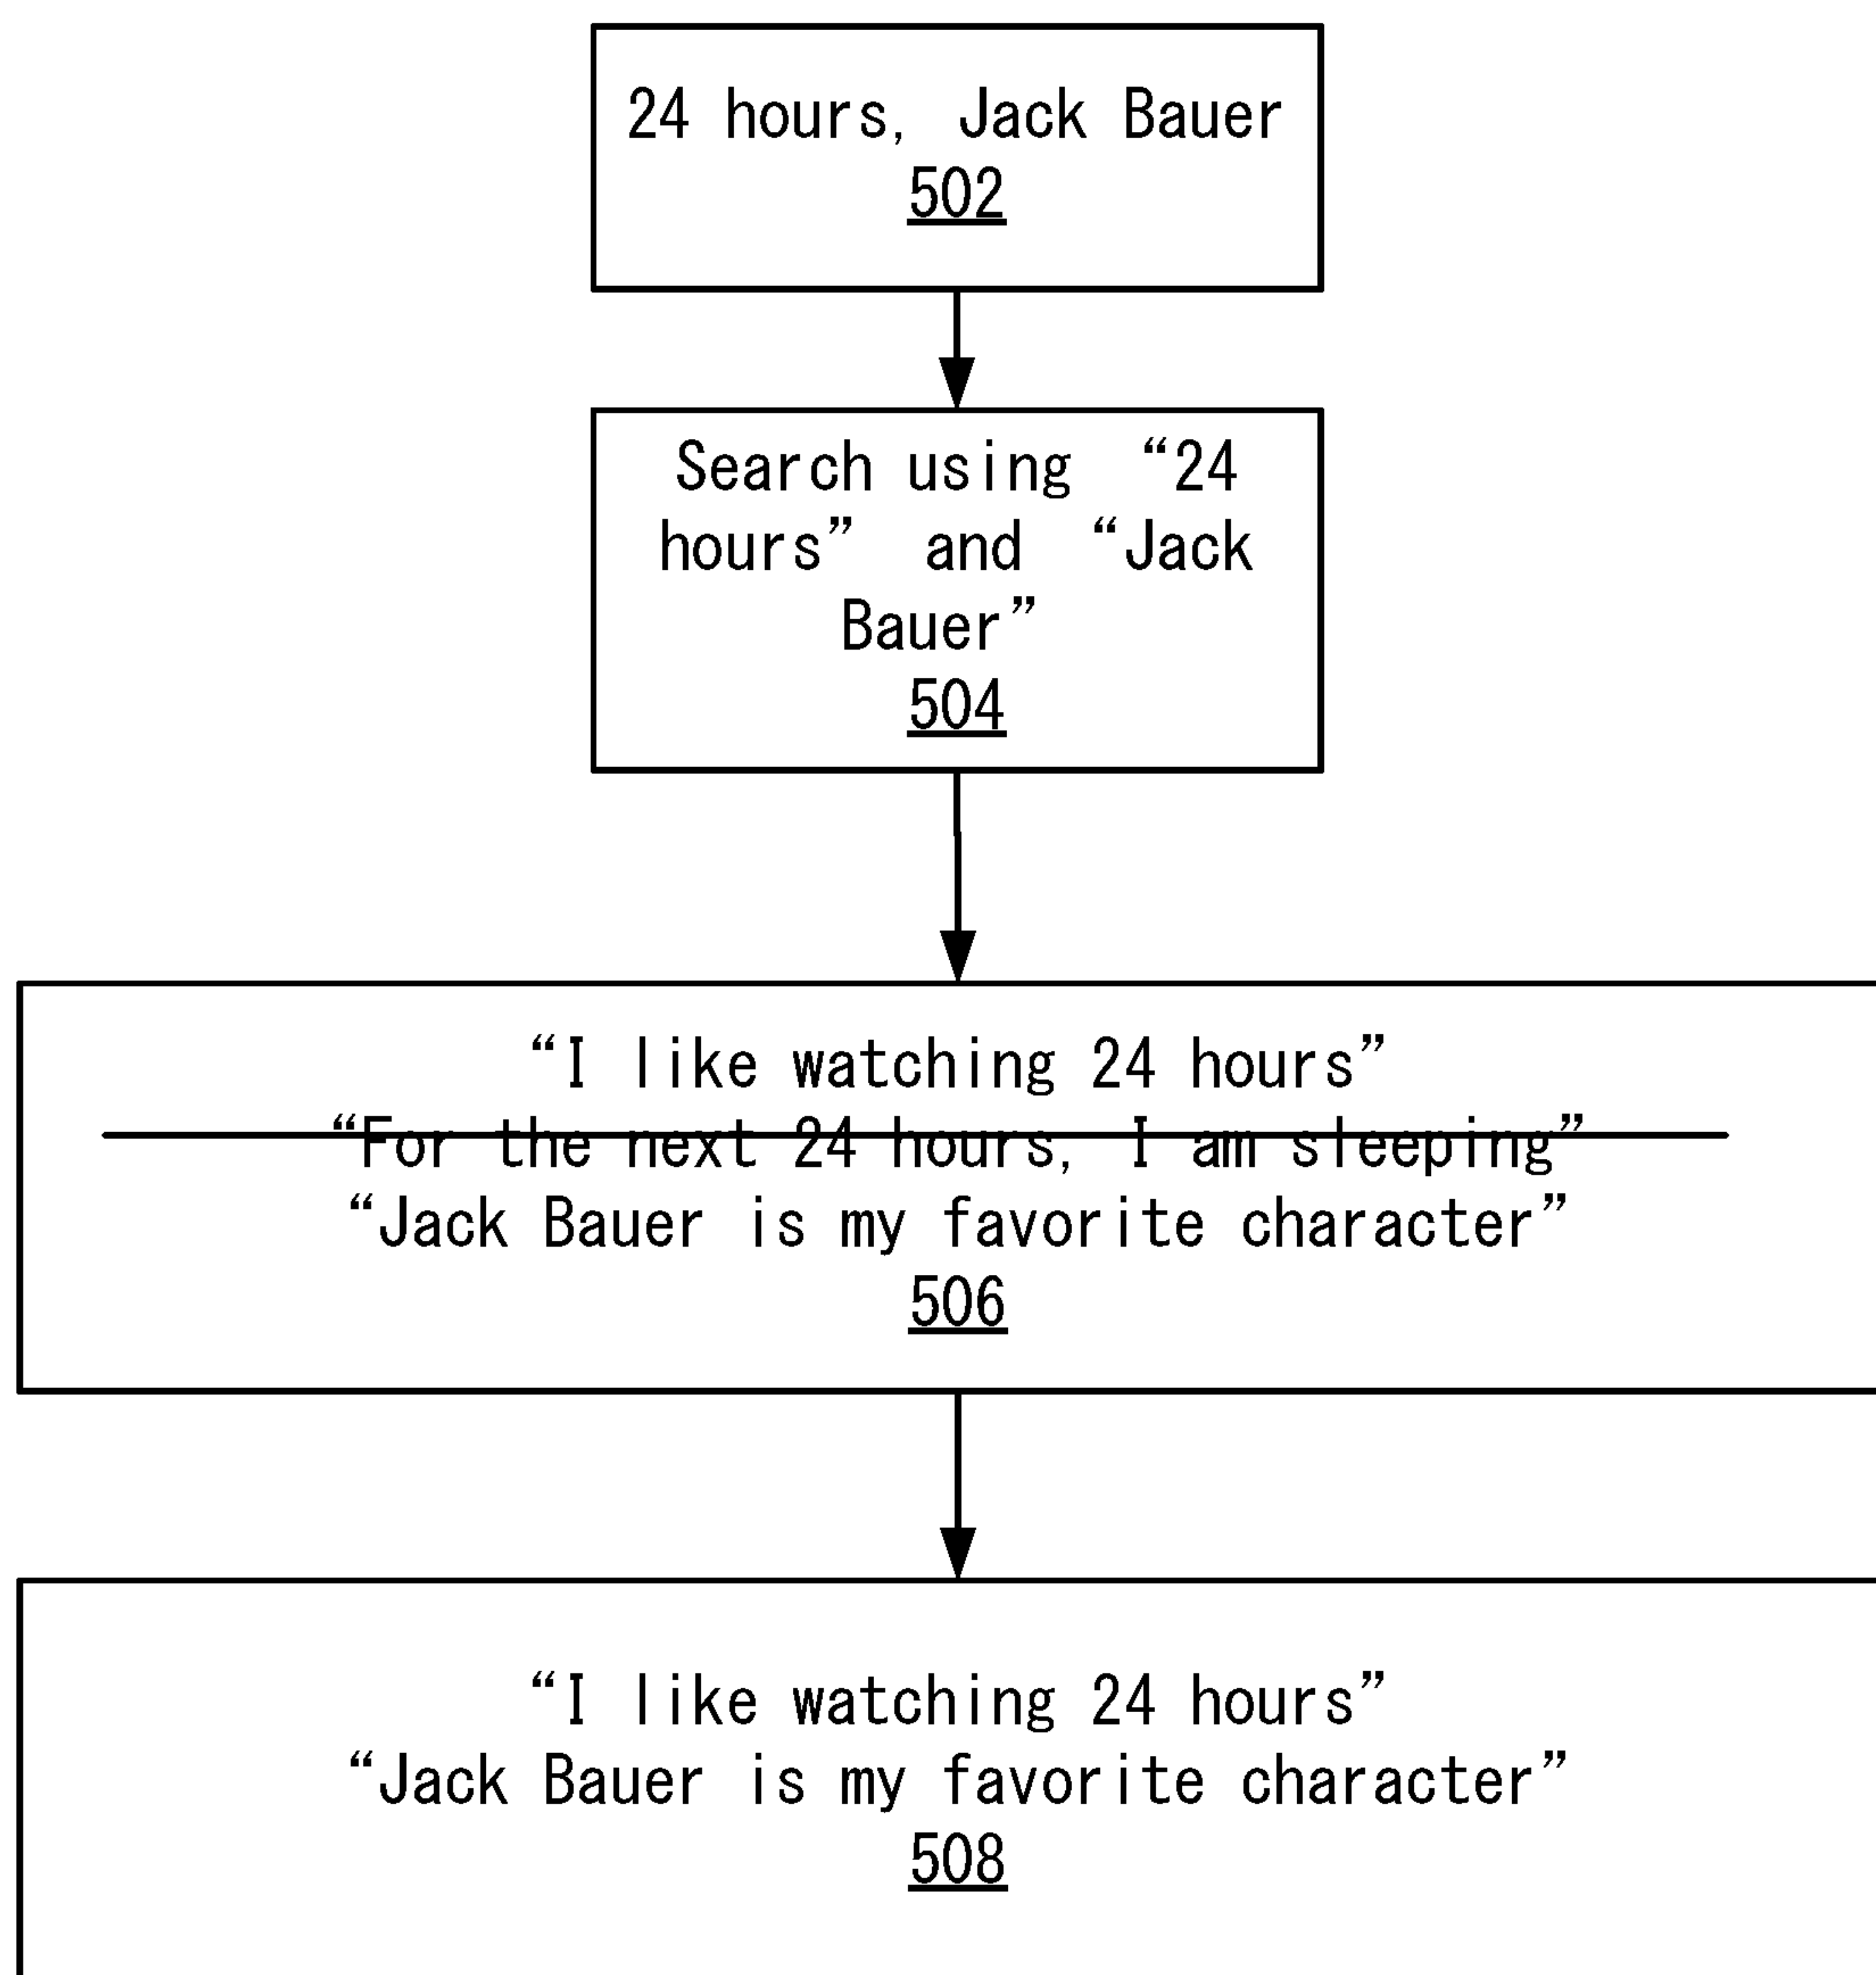 24 hours, Jack Bauer
502
Search using “24
hours” and “Jack
Bauer”
504
“I like watching 24 hours”
“For the next 24 hours, I am sleeping”
“Jack Bauer is my favorite character”
506
“I like watching 24 hours”
“Jack Bauer is my favorite character”
508